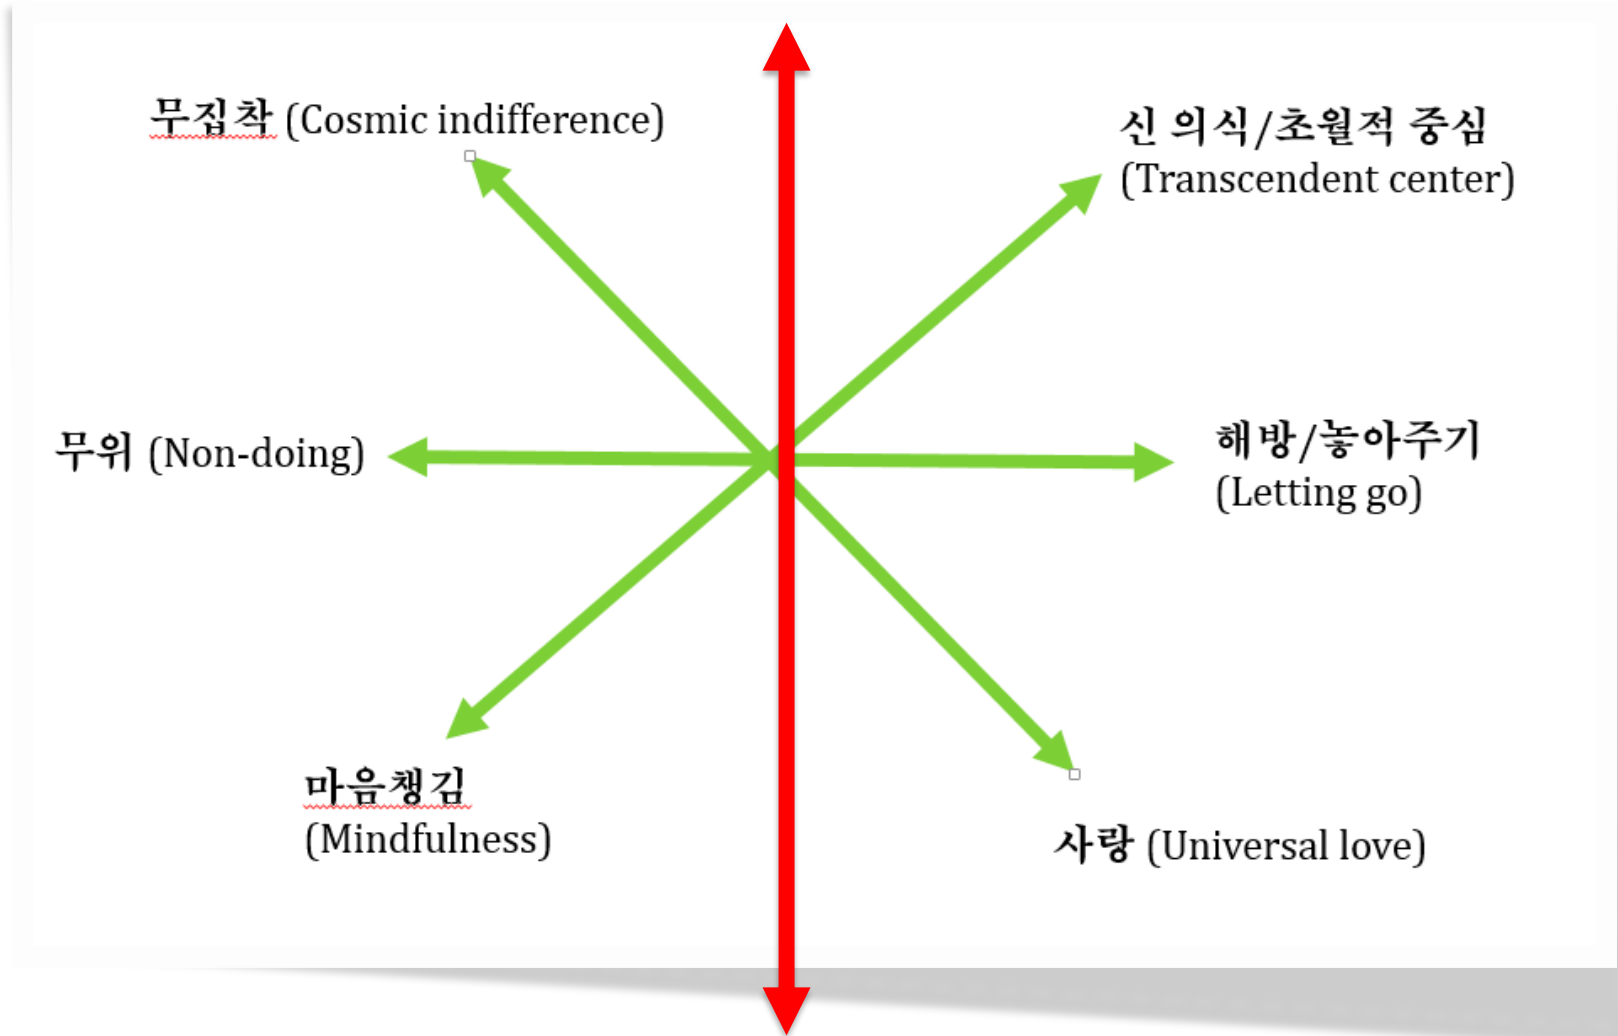 무집착 (Cosmic indifference)
신 의식/초월적 중심
(Transcendent center)
무위 (Non-doing)
해방/놓아주기
(Letting go)
마음챙김
(Mindfulness)
사랑 (Universal love)